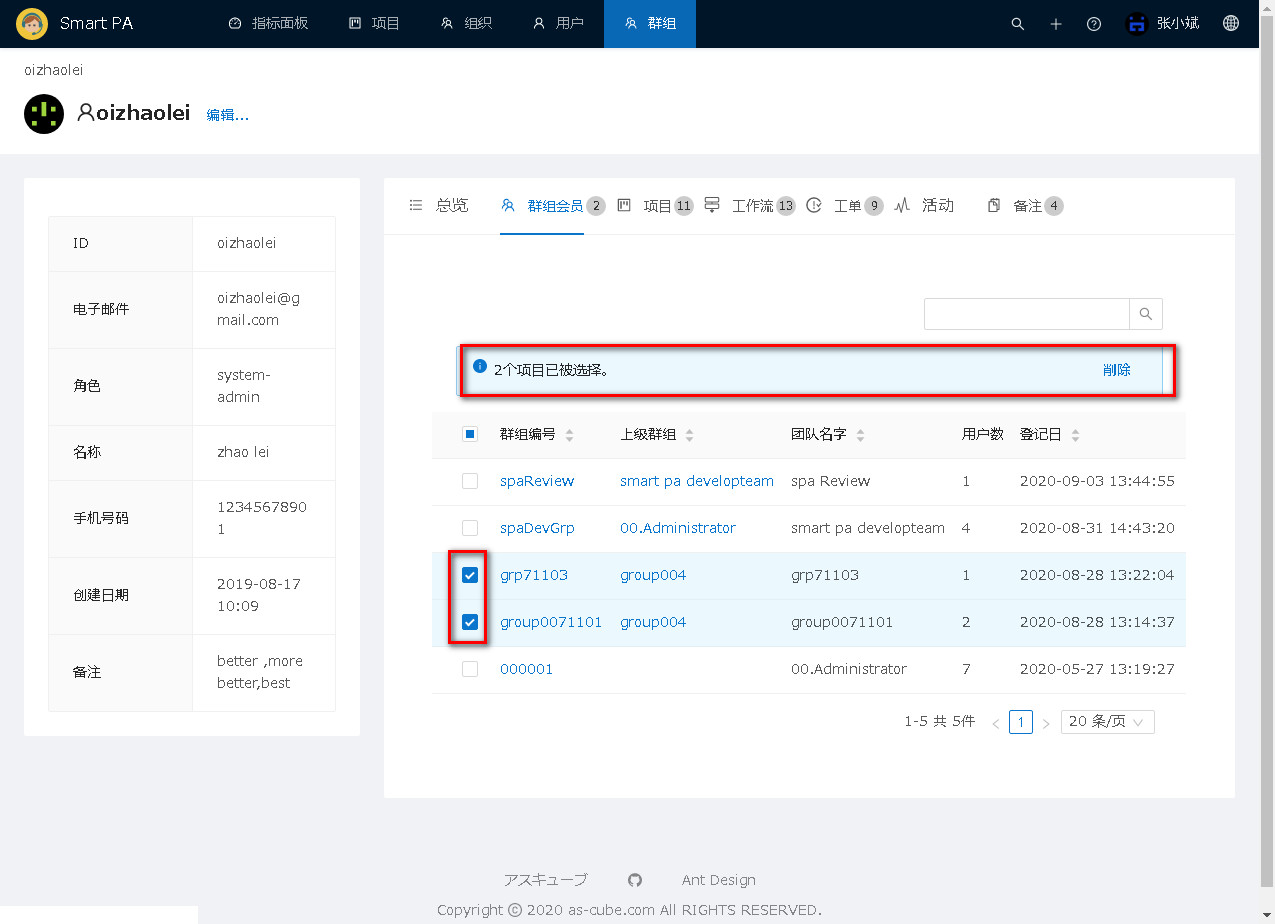 Smart PA 指标面板 项目 组织 用户 群组 张小斌
oizhaolei
oizhaolei 编辑...
总览 群组会员 2 项目 11 工作流 13 工单 9 活动 备注 4
ID oizhaolei
电子邮件 oizhaolei@g
mail.com
角色 system-
admin
名称 zhao lei
手机号码 1234567890
1
创建日期 2019-08-17
10:09
备注 better ,more
better,best
2个项目已被选择。 削除
群组编号 上级群组 团队名字 用户数 登记日
spaReview smart pa developteam spa Review 1 2020-09-03 13:44:55
spaDevGrp 00.Administrator smart pa developteam 4 2020-08-31 14:43:20
grp71103 group004 grp71103 1 2020-08-28 13:22:04
group0071101 group004 group0071101 2 2020-08-28 13:14:37
000001 00.Administrator 7 2020-05-27 13:19:27
1-5 共 5件 < 1 > 20 条/页
アスキューブ Ant Design
Copyright © 2020 as-cube.com All RIGHTS RESERVED.